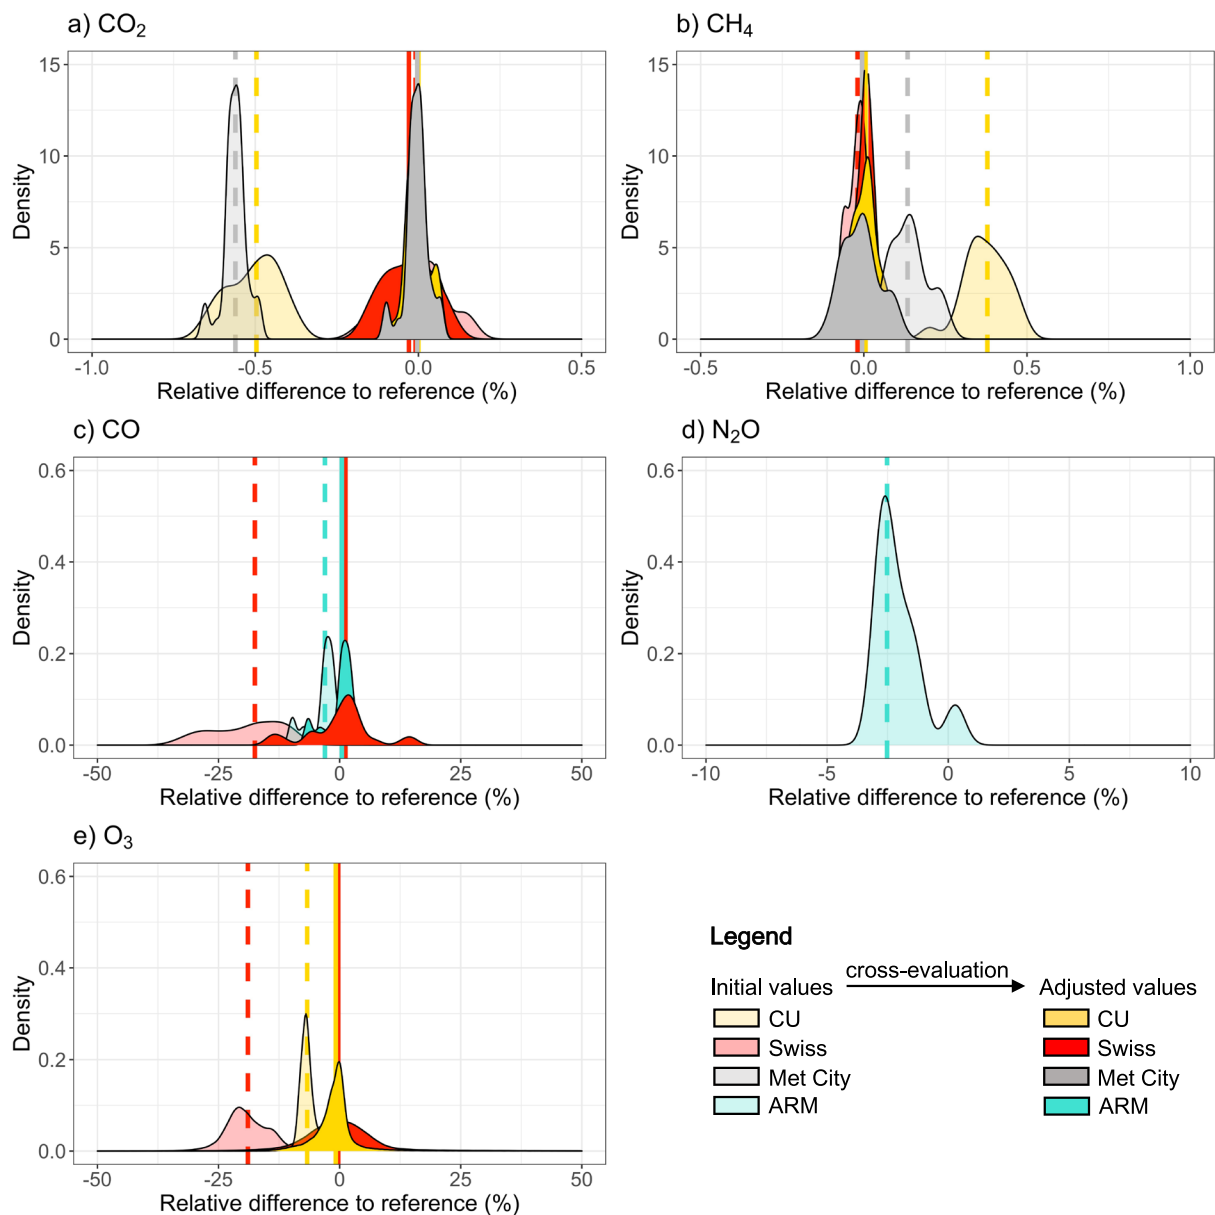 a) CO₂
b) CH₄
15
10
5
0
Density
-1.0
-0.5
0.0
0.5
Relative difference to reference (%)
15
10
5
0
Density
-0.5
0.0
0.5
1.0
Relative difference to reference (%)
c) CO
d) N₂O
0.6
0.4
0.2
0.0
Density
-50
-25
0
25
50
Relative difference to reference (%)
0.6
0.4
0.2
0.0
Density
-10
-5
0
5
10
Relative difference to reference (%)
e) O₃
0.6
0.4
0.2
0.0
Density
-50
-25
0
25
50
Relative difference to reference (%)
Legend
cross-evaluation
Initial values
Adjusted values
CU
CU
Swiss
Swiss
Met City
Met City
ARM
ARM